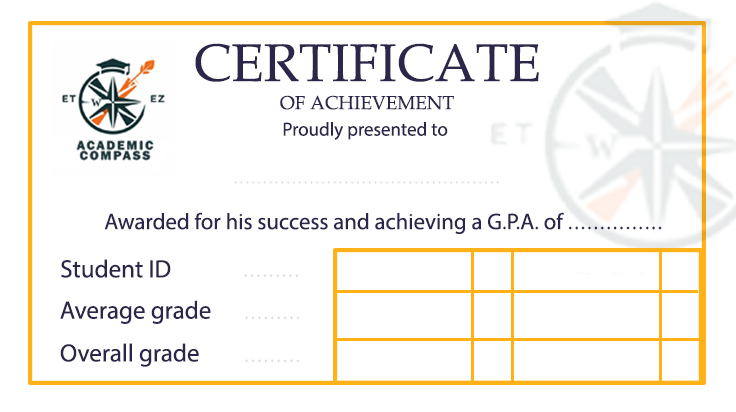 CERTIFICATE
OF ACHIEVEMENT
Proudly presented to
ET W EZ
ACADEMIC
COMPASS
ET W
.............................................
Awarded for his success and achieving a G.P.A. of ...............
Student ID .........
Average grade .........
Overall grade .........